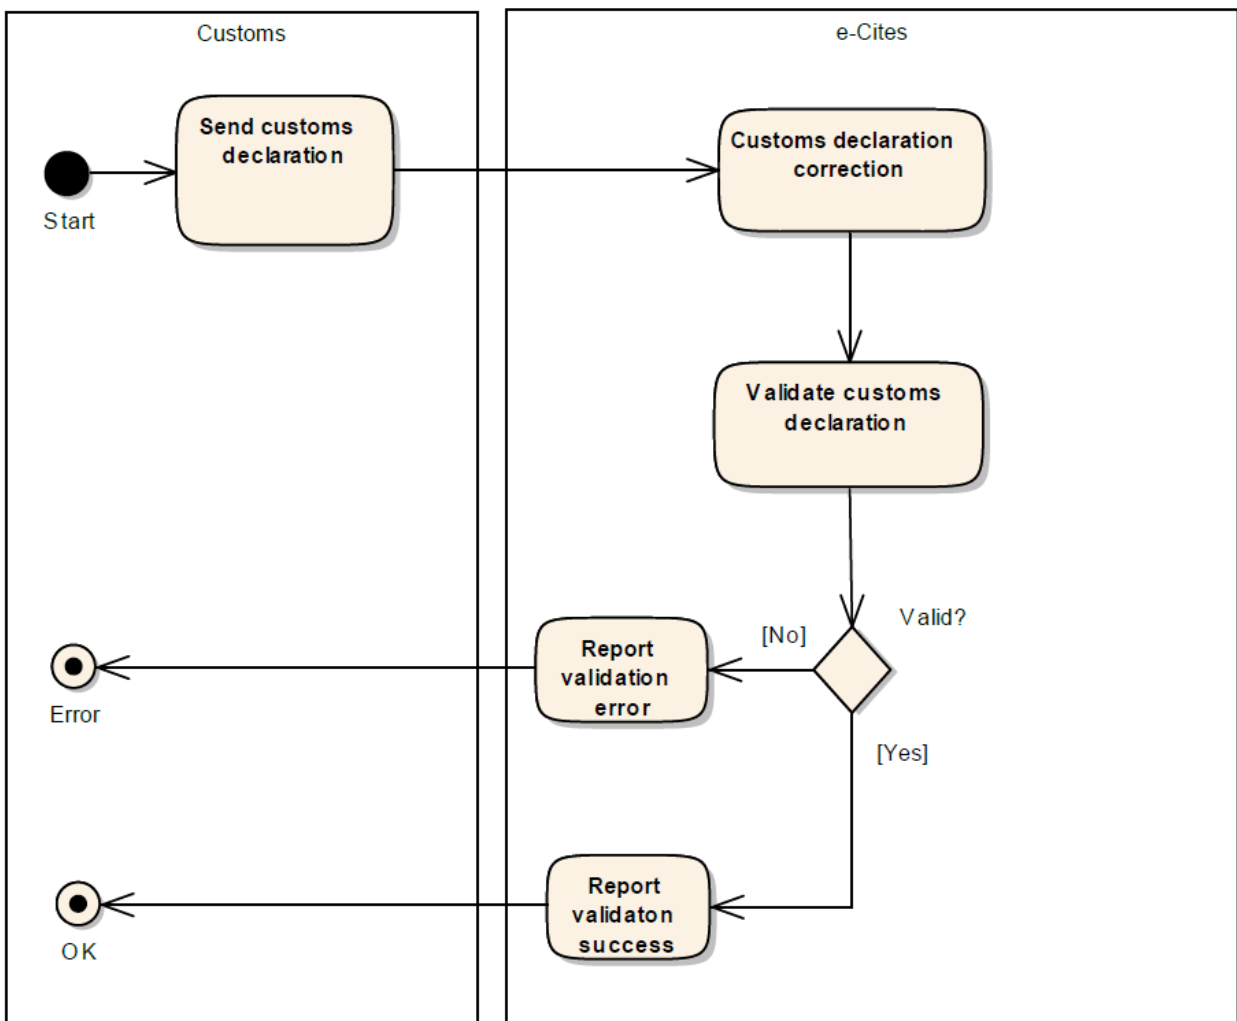 Customs
e-Cites
Send customs
declaration
Customs declaration
correction
Start
Validate customs
declaration
Valid?
[No]
Report
validation
error
Error
[Yes]
Report
validaton
success
OK